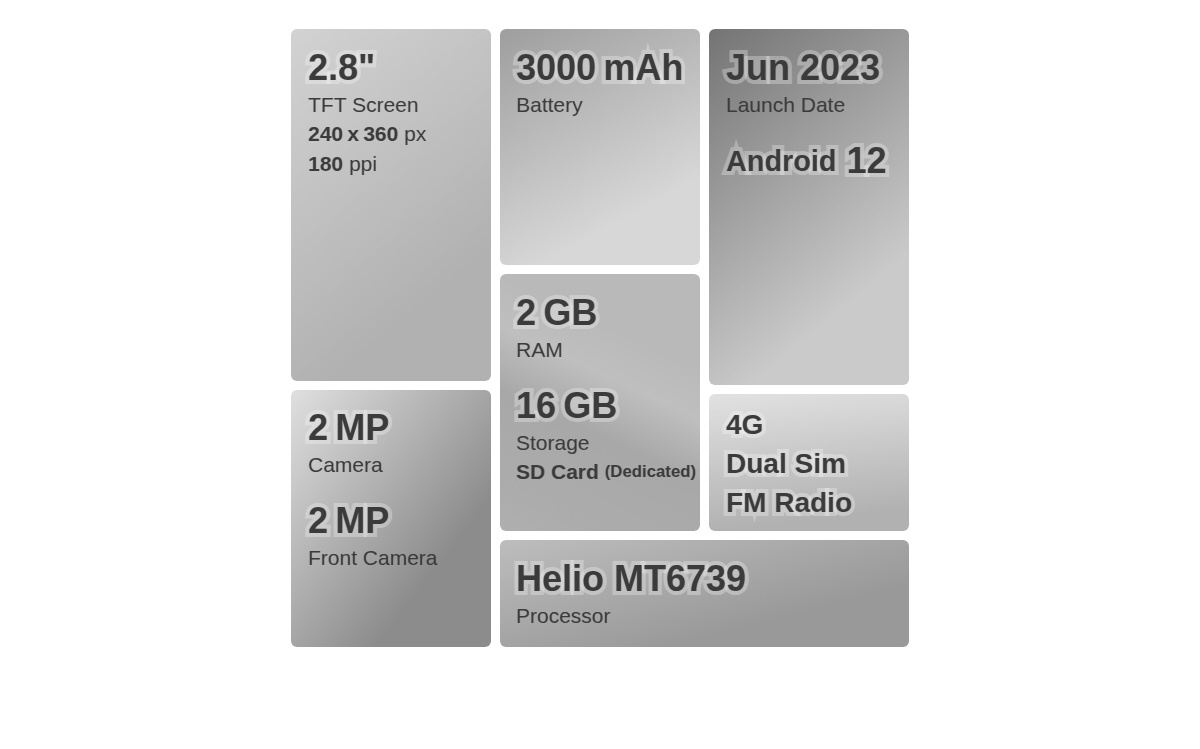 2.8"
TFT Screen
240 x 360 px
180 ppi
2 MP
Camera
2 MP
Front Camera
3000 mAh
Battery
2 GB
RAM
16 GB
Storage
SD Card (Dedicated)
Jun 2023
Launch Date
Android 12
4G
Dual Sim
FM Radio
Helio MT6739
Processor